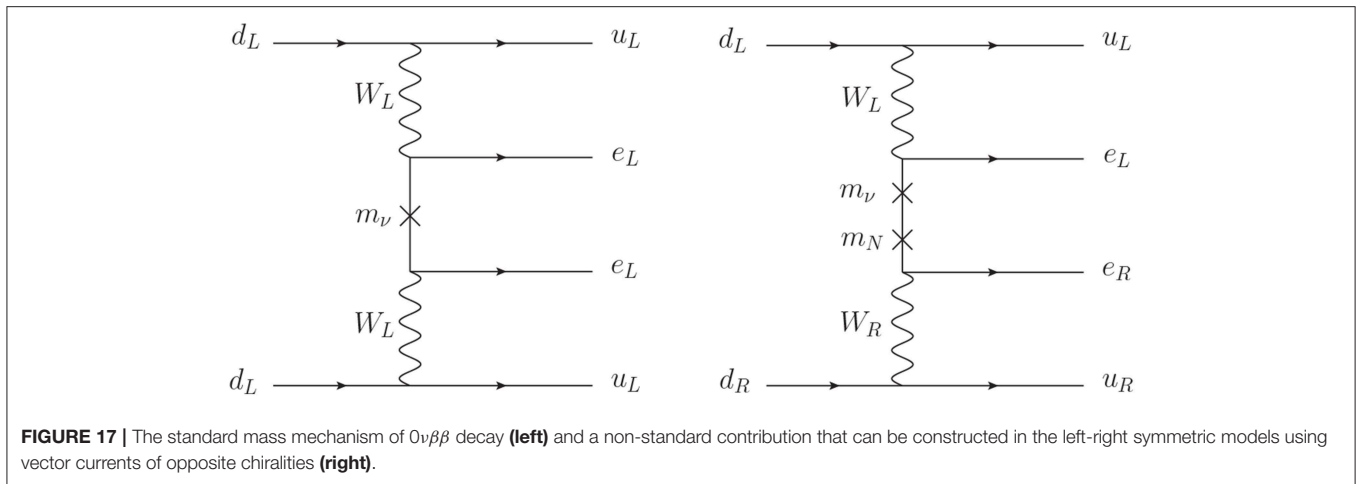 d_L u_L d_L u_L
W_L W_L
e_L e_L
m_ν
m_ν m_N
e_L e_R
W_L W_R
d_L u_L d_R u_R
FIGURE 17 | The standard mass mechanism of 0νββ decay (left) and a non-standard contribution that can be constructed in the left-right symmetric models using
vector currents of opposite chiralities (right).